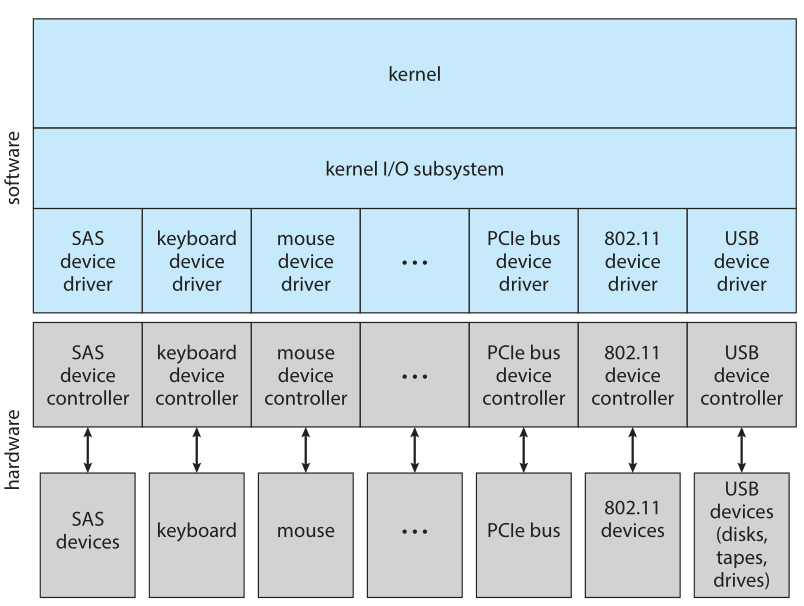 software
kernel
kernel I/O subsystem
SAS
device
driver
keyboard
device
driver
mouse
device
driver
...
PCIe bus
device
driver
802.11
device
driver
USB
device
driver
hardware
SAS
device
controller
keyboard
device
controller
mouse
device
controller
...
PCIe bus
device
controller
802.11
device
controller
USB
device
controller
SAS
devices
keyboard
mouse
...
PCIe bus
802.11
devices
USB
devices
(disks,
tapes,
drives)